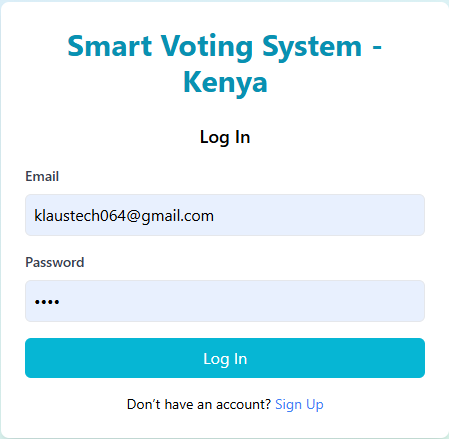 Smart Voting System -
Kenya
Log In
Email
klaustech064@gmail.com
Password
••••
Log In
Don't have an account? Sign Up